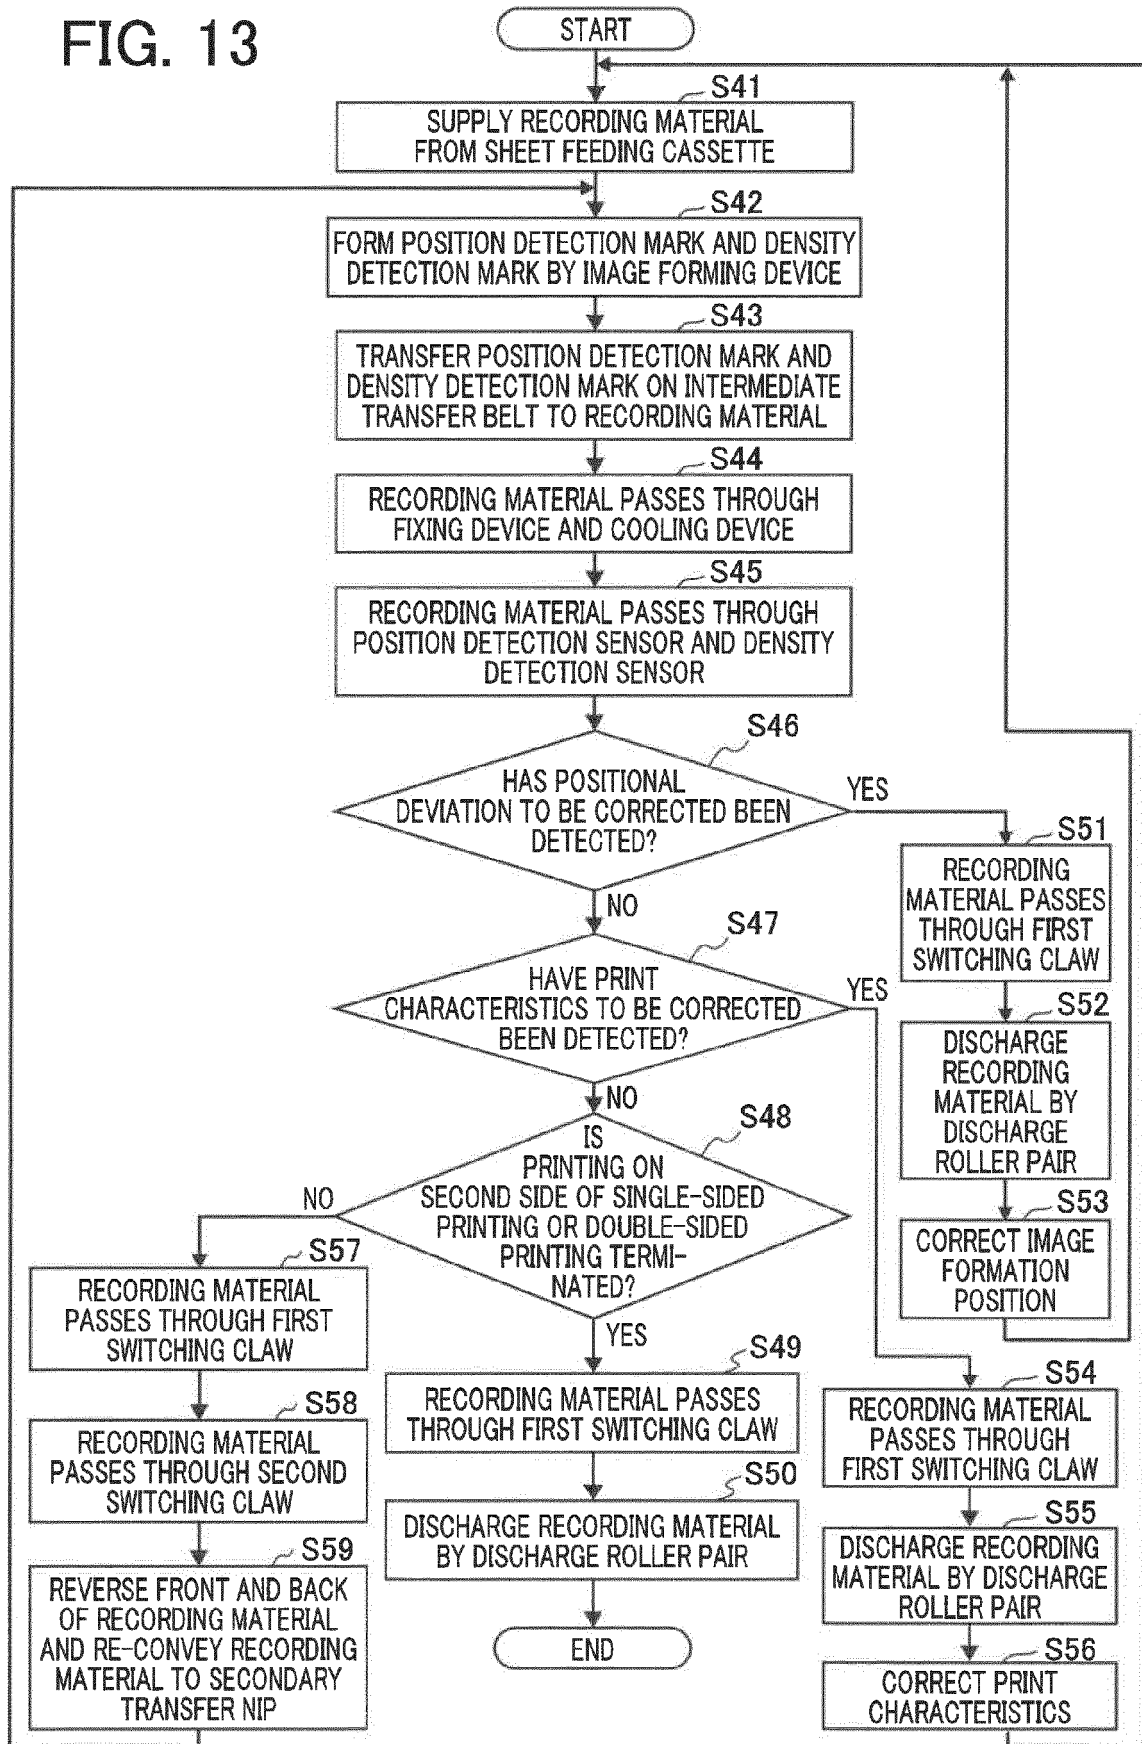 FIG. 13
START
S41
SUPPLY RECORDING MATERIAL
FROM SHEET FEEDING CASSETTE
S42
FORM POSITION DETECTION MARK AND DENSITY
DETECTION MARK BY IMAGE FORMING DEVICE
S43
TRANSFER POSITION DETECTION MARK AND
DENSITY DETECTION MARK ON INTERMEDIATE
TRANSFER BELT TO RECORDING MATERIAL
S44
RECORDING MATERIAL PASSES THROUGH
FIXING DEVICE AND COOLING DEVICE
S45
RECORDING MATERIAL PASSES THROUGH
POSITION DETECTION SENSOR AND DENSITY
DETECTION SENSOR
S46
HAS POSITIONAL
DEVIATION TO BE CORRECTED BEEN
DETECTED?
YES
NO
S51
RECORDING
MATERIAL PASSES
THROUGH FIRST
SWITCHING CLAW
S52
DISCHARGE
RECORDING
MATERIAL BY
DISCHARGE
ROLLER PAIR
S53
CORRECT IMAGE
FORMATION
POSITION
S47
HAVE PRINT
CHARACTERISTICS TO BE CORRECTED
BEEN DETECTED?
YES
NO
S48
IS
PRINTING ON
SECOND SIDE OF SINGLE-SIDED
PRINTING OR DOUBLE-SIDED
PRINTING TERMI-
NATED?
NO
YES
S57
RECORDING MATERIAL
PASSES THROUGH FIRST
SWITCHING CLAW
S58
RECORDING MATERIAL
PASSES THROUGH SECOND
SWITCHING CLAW
S59
REVERSE FRONT AND BACK
OF RECORDING MATERIAL
AND RE-CONVEY RECORDING
MATERIAL TO SECONDARY
TRANSFER NIP
S49
RECORDING MATERIAL PASSES
THROUGH FIRST SWITCHING CLAW
S50
DISCHARGE RECORDING MATERIAL
BY DISCHARGE ROLLER PAIR
END
S54
RECORDING MATERIAL
PASSES THROUGH
FIRST SWITCHING CLAW
S55
DISCHARGE RECORDING
MATERIAL BY DISCHARGE
ROLLER PAIR
S56
CORRECT PRINT
CHARACTERISTICS